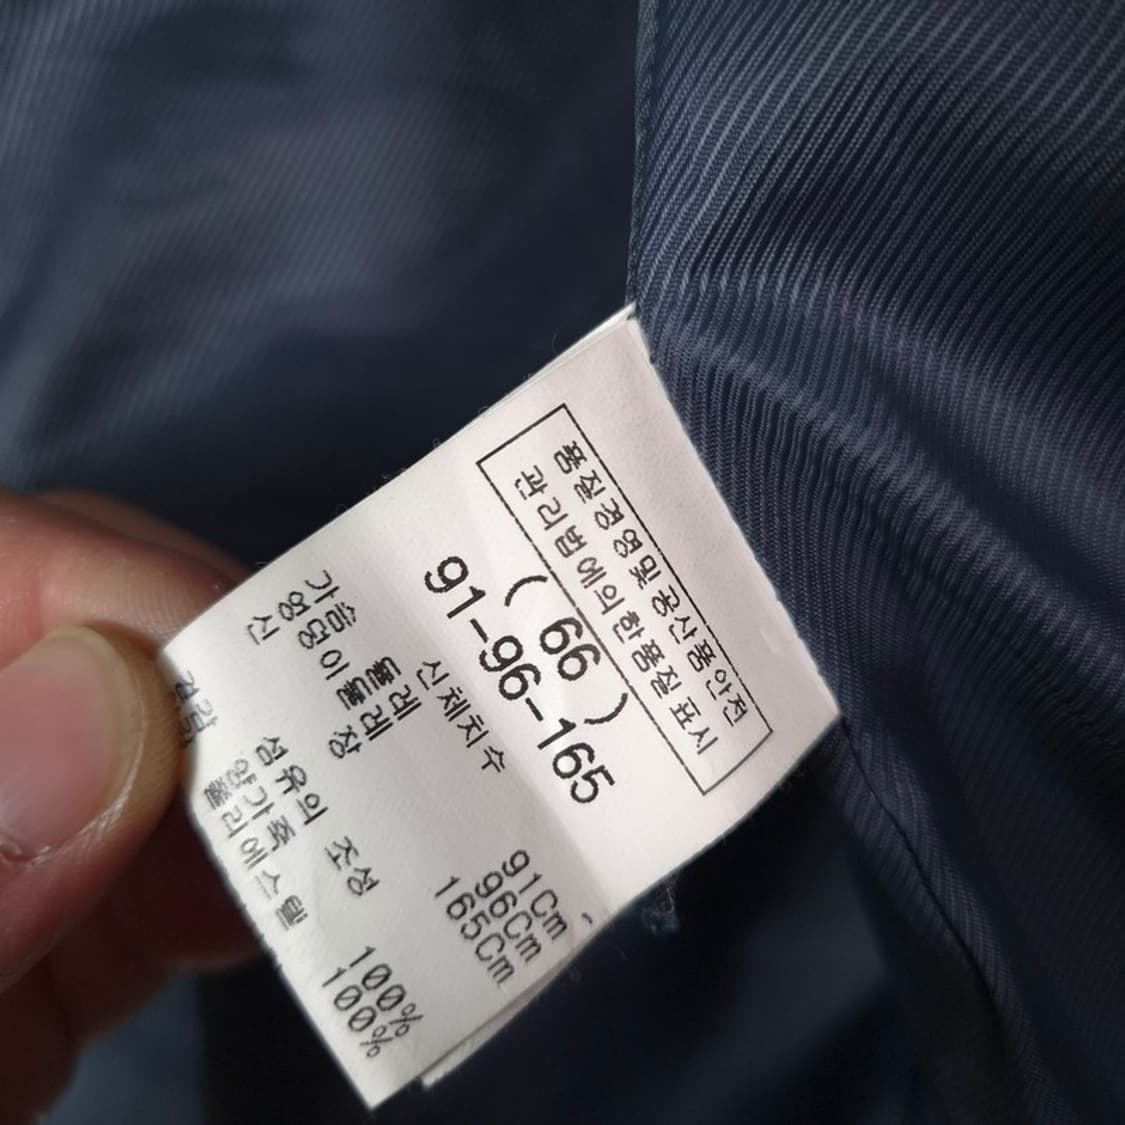 품질경영및 공산품안전
관리법에의한품질 표시
( 66 )
91-96-165
신체치수
가슴 둘레 91Cm
엉덩이둘레 96Cm
신 장 165Cm
섬유의 조성
겉감 양가죽 100%
폴리에스텔 100%